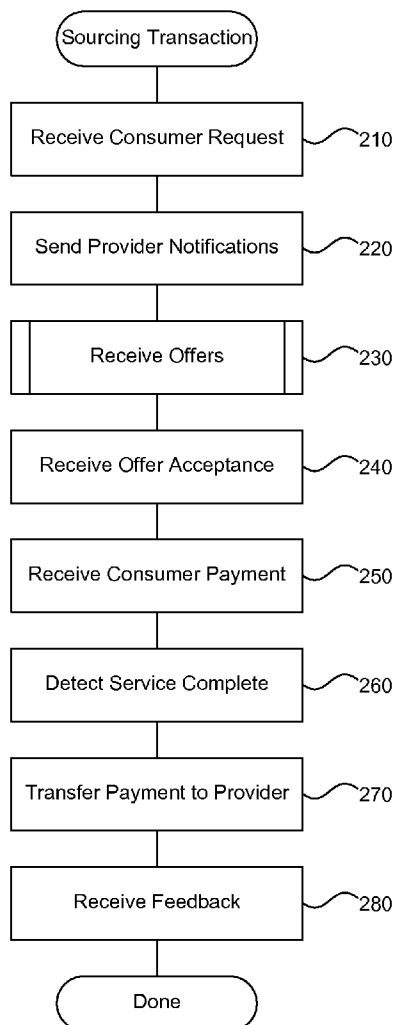 Sourcing Transaction
Receive Consumer Request 210
Send Provider Notifications 220
Receive Offers 230
Receive Offer Acceptance 240
Receive Consumer Payment 250
Detect Service Complete 260
Transfer Payment to Provider 270
Receive Feedback 280
Done